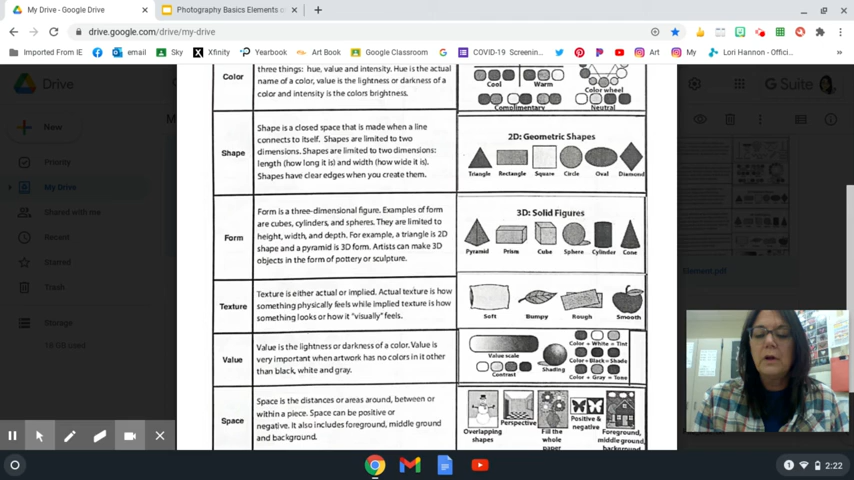 My Drive - Google Drive
Photography Basics Elements o
drive.google.com/drive/my-drive
Imported From IE
email
Sky
Xfinity
Yearbook
Art Book
Google Classroom
COVID-19 Screenin...
Art
My
Lori Hannon - Out...
Drive
G Suite
New
Priority
My Drive
Shared with me
Recent
Starred
Trash
Storage
Color
three things: hue, value and intensity. Hue is the actual
name of a color, value is the lightness or darkness of a
color and intensity is the colors brightness.
Cool Warm Color wheel
Complimentary Neutral
Shape
Shape is a closed space that is made when a line
connects to itself. Shapes are limited to two
dimensions. Shapes are limited to two dimensions:
length (how long it is) and width (how wide it is).
Shapes have clear edges when you create them.
2D: Geometric Shapes
Triangle Rectangle Square Circle Oval Diamond
Form
Form is a three-dimensional figure. Examples of form
are cubes, cylinders, and spheres. They are limited to
height, width, and depth. For example, a triangle is 2D
shape and a pyramid is 3D form. Artists can make 3D
objects in the form of pottery or sculpture.
3D: Solid Figures
Pyramid Prism Cube Sphere Cylinder Cone
Texture
Texture is either actual or implied. Actual texture is how
something physically feels while implied texture is how
something looks or how it "visually" feels.
Soft Bumpy Rough Smooth
Value
Value is the lightness or darkness of a color. Value is
very important when artwork has no colors in it other
than black, white and gray.
Value scale
Contrast
Shading
Color + White = Tint
Color + Black = Shade
Color + Gray = Tone
Space
Space is the distances or areas around, between or
within a piece. Space can be positive or
negative. It also includes foreground, middle ground
and background.
Overlapping
shapes
Perspective
Fill the
whole
paper
Positive &
negative
Foreground,
middle ground,
background
1 2:22